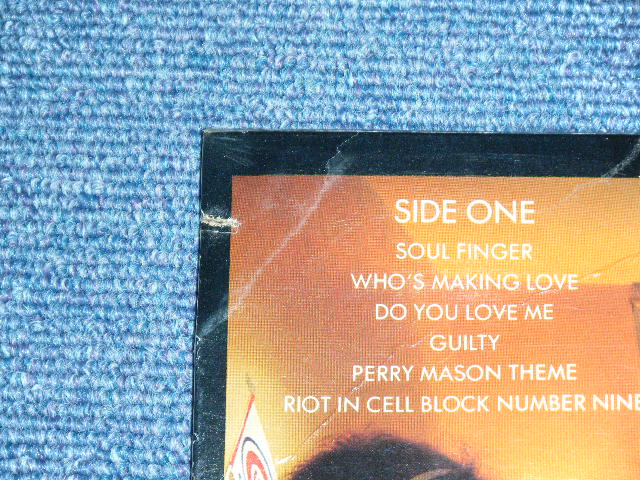 SIDE ONE
SOUL FINGER
WHO'S MAKING LOVE
DO YOU LOVE ME
GUILTY
PERRY MASON THEME
RIOT IN CELL BLOCK NUMBER NINE